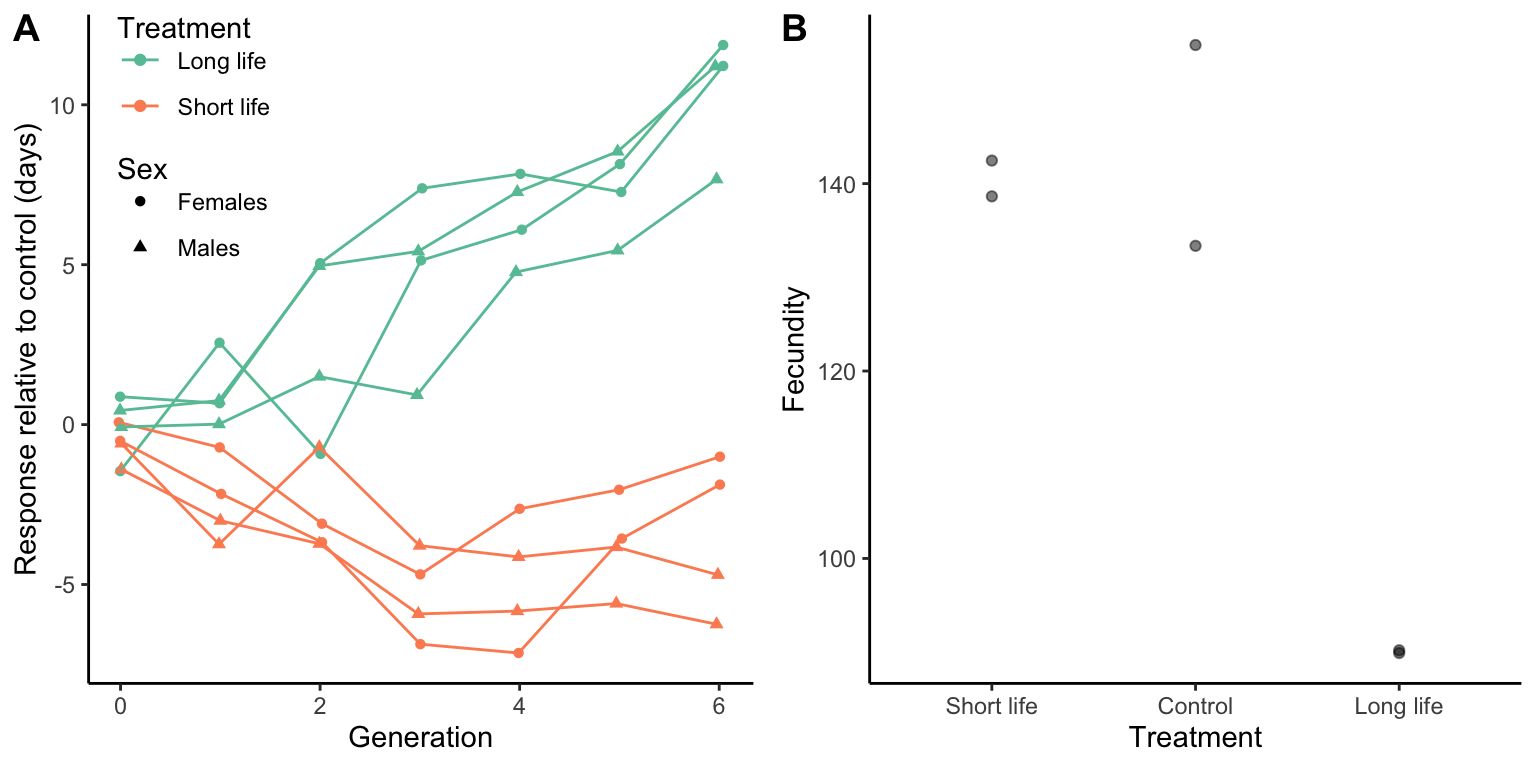 A
Treatment
Long life
Short life
Sex
Females
Males
Response relative to control (days)
10
5
0
-5
0 2 4 6
Generation
B
Fecundity
140
120
100
Short life Control Long life
Treatment